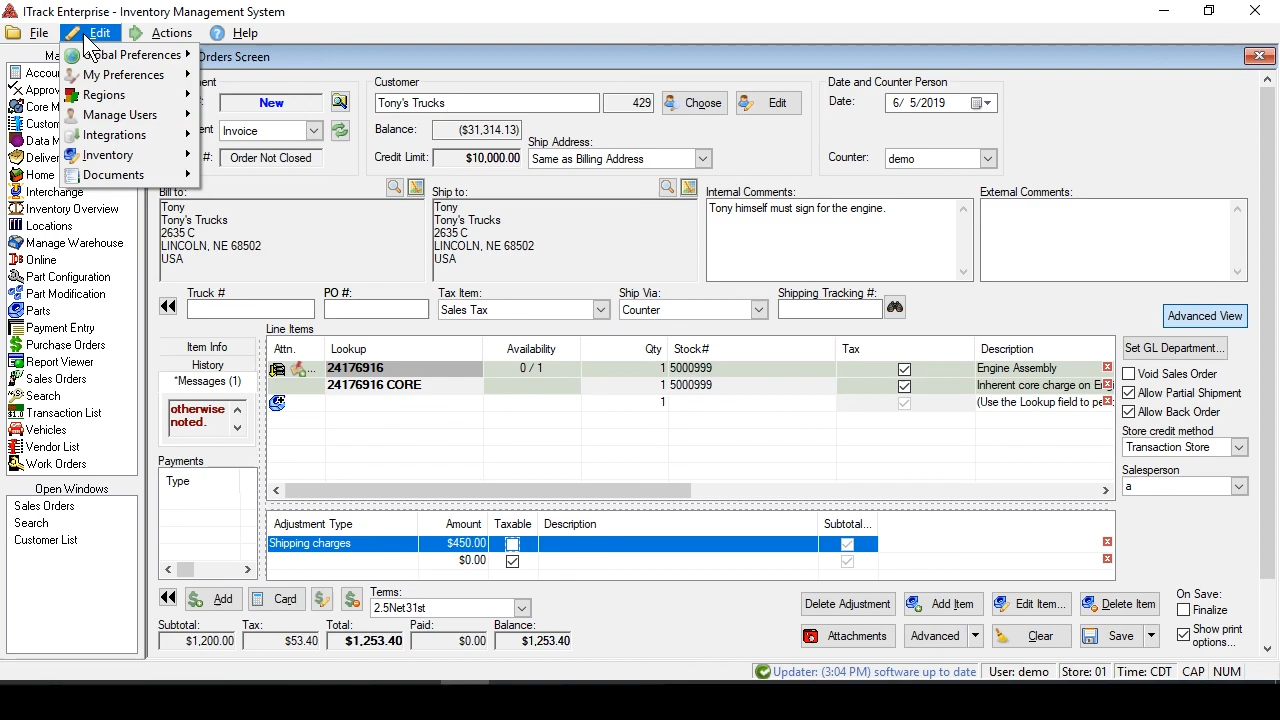 ITrack Enterprise - Inventory Management System
File Edit Actions Help
Global Preferences
My Preferences
Regions
Manage Users
Integrations
Inventory
Documents
Orders Screen
Interchange
Inventory Overview
Locations
Manage Warehouse
Online
Part Configuration
Part Modification
Parts
Payment Entry
Purchase Orders
Report Viewer
Sales Orders
Search
Transaction List
Vehicles
Vendor List
Work Orders
Open Windows
Sales Orders
Search
Customer List
New
Invoice
#: Order Not Closed
Customer
Tony's Trucks 429 Choose Edit
Balance: ($31,314.13)
Credit Limit: $10,000.00
Ship Address:
Same as Billing Address
Date and Counter Person
Date: 6/ 5/2019
Counter: demo
Bill to:
Tony
Tony's Trucks
2635 C
LINCOLN, NE 68502
USA
Ship to:
Tony
Tony's Trucks
2635 C
LINCOLN, NE 68502
USA
Internal Comments:
Tony himself must sign for the engine.
External Comments:
Truck # PO #: Tax Item: Ship Via: Shipping Tracking #:
Sales Tax Counter
Advanced View
Item Info
History
*Messages (1)
otherwise
noted.
Payments
Type
Line Items
Attn. Lookup Availability Qty Stock# Tax Description
24176916 0 / 1 1 5000999 Engine Assembly
24176916 CORE 1 5000999 Inherent core charge on
1 (Use the Lookup field to
Set GL Department...
Void Sales Order
Allow Partial Shipment
Allow Back Order
Store credit method
Transaction Store
Salesperson
a
Adjustment Type Amount Taxable Description Subtotal...
Shipping charges $450.00
$0.00
Add Card
Terms:
2.5Net31st
Subtotal: Tax: Total: Paid: Balance:
$1,200.00 $53.40 $1,253.40 $0.00 $1,253.40
Delete Adjustment Add Item Edit Item... Delete Item
Attachments Advanced Clear Save
On Save:
Finalize
Show print
options...
Updater: (3:04 PM) software up to date User: demo Store: 01 Time: CDT CAP NUM